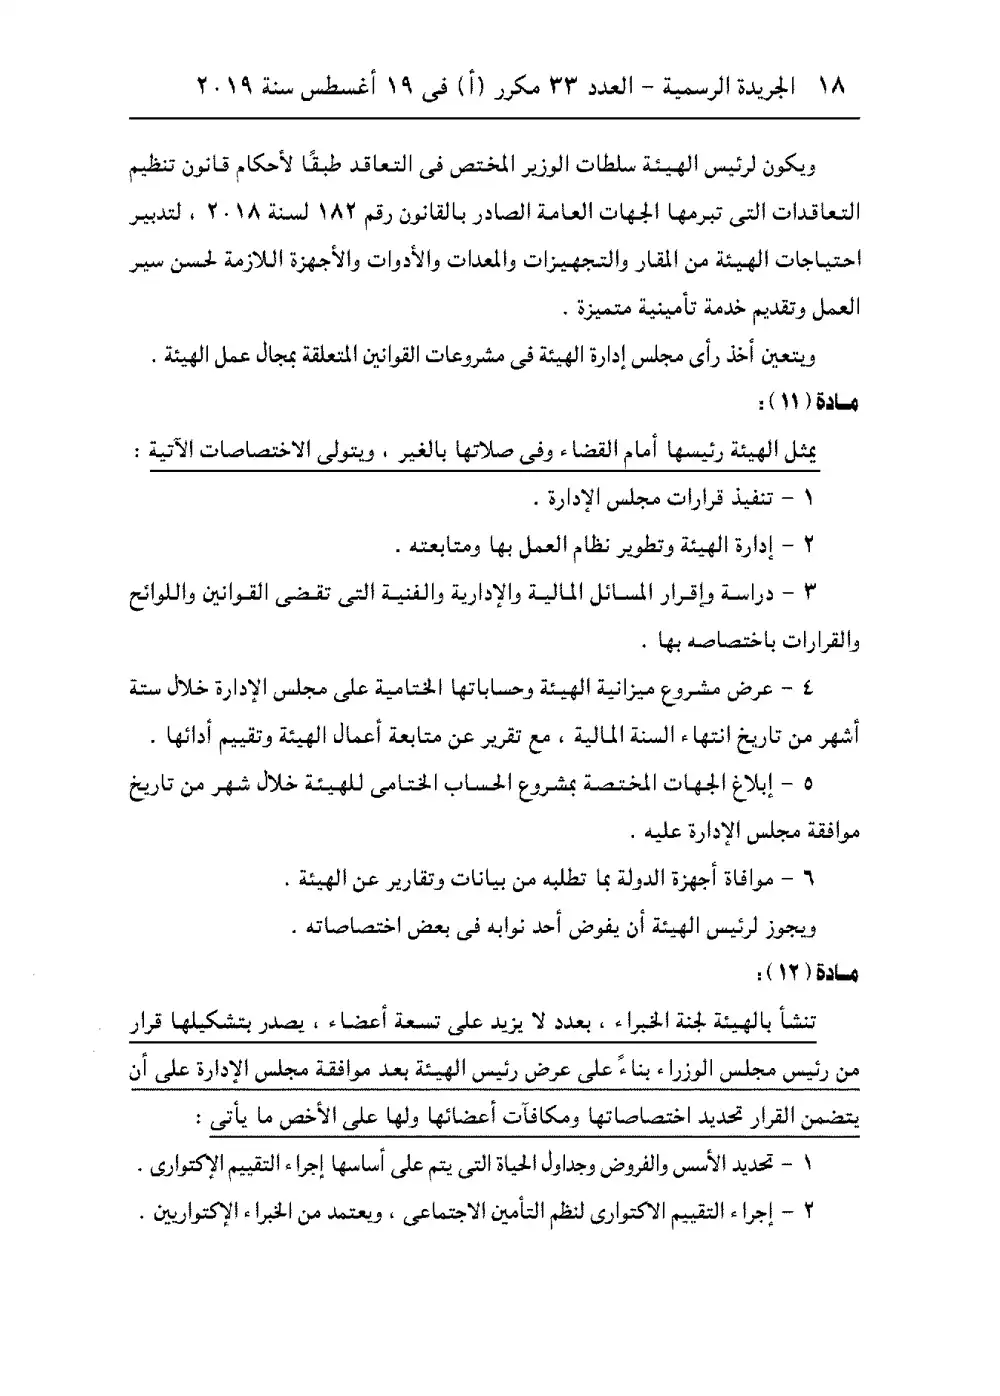 ١٨ الجريدة الرسمية - العدد ٣٣ مكرر (أ) فى ١٩ أغسطس سنة ٢٠١٩
ويكون لرئيس الهيئة سلطات الوزير المختص فى التعاقد طبقًا لأحكام قانون تنظيم
التعاقدات التى تبرمها الجهات العامة الصادر بالقانون رقم ١٨٢ لسنة ٢٠١٨ ، لتدبير
احتياجات الهيئة من المقار والتجهيزات والمعدات والأدوات والأجهزة اللازمة لحسن سير
العمل وتقديم خدمة تأمينية متميزة .
ويتعين أخذ رأى مجلس إدارة الهيئة فى مشروعات القوانين المتعلقة بمجال عمل الهيئة .
مادة (١١) :
يمثل الهيئة رئيسها أمام القضاء وفى صلاتها بالغير ، ويتولى الاختصاصات الآتية :
١ - تنفيذ قرارات مجلس الإدارة .
٢ - إدارة الهيئة وتطوير نظام العمل بها ومتابعته .
٣ - دراسة وإقرار المسائل المالية والإدارية والفنية التى تقضى القوانين واللوائح
والقرارات باختصاصه بها .
٤ - عرض مشروع ميزانية الهيئة وحساباتها الختامية على مجلس الإدارة خلال ستة
أشهر من تاريخ انتهاء السنة المالية ، مع تقرير عن متابعة أعمال الهيئة وتقييم أدائها .
٥ - إبلاغ الجهات المختصة بمشروع الحساب الختامى للهيئة خلال شهر من تاريخ
موافقة مجلس الإدارة عليه .
٦ - موافاة أجهزة الدولة بما تطلبه من بيانات وتقارير عن الهيئة .
ويجوز لرئيس الهيئة أن يفوض أحد نوابه فى بعض اختصاصاته .
مادة (١٢) :
تنشأ بالهيئة لجنة الخبراء ، بعدد لا يزيد على تسعة أعضاء ، يصدر بتشكيلها قرار
من رئيس مجلس الوزراء بناءً على عرض رئيس الهيئة بعد موافقة مجلس الإدارة على أن
يتضمن القرار تحديد اختصاصاتها ومكافآت أعضائها ولها على الأخص ما يأتى :
١ - تحديد الأسس والفروض وجداول الحياة التى يتم على أساسها إجراء التقييم الإكتوارى .
٢ - إجراء التقييم الاكتوارى لنظم التأمين الاجتماعى ، ويعتمد من الخبراء الإكتواريين .